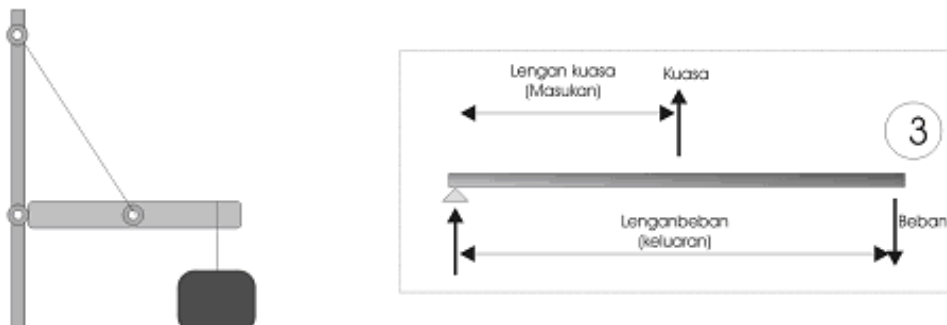 Lengan kuasa
(Masukan)
Kuasa
3
Lenganbeban
(keluaran)
Beban